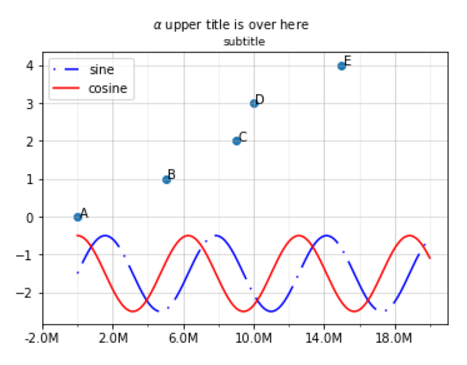 α upper title is over here
subtitle
sine
cosine
E
D
C
B
A
4
3
2
1
0
−1
−2
-2.0M 2.0M 6.0M 10.0M 14.0M 18.0M